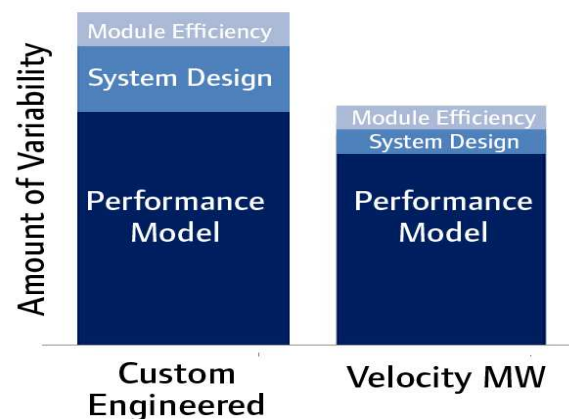 Amount of Variability
Module Efficiency
System Design
Performance
Model
Module Efficiency
System Design
Performance
Model
Custom
Engineered
Velocity MW